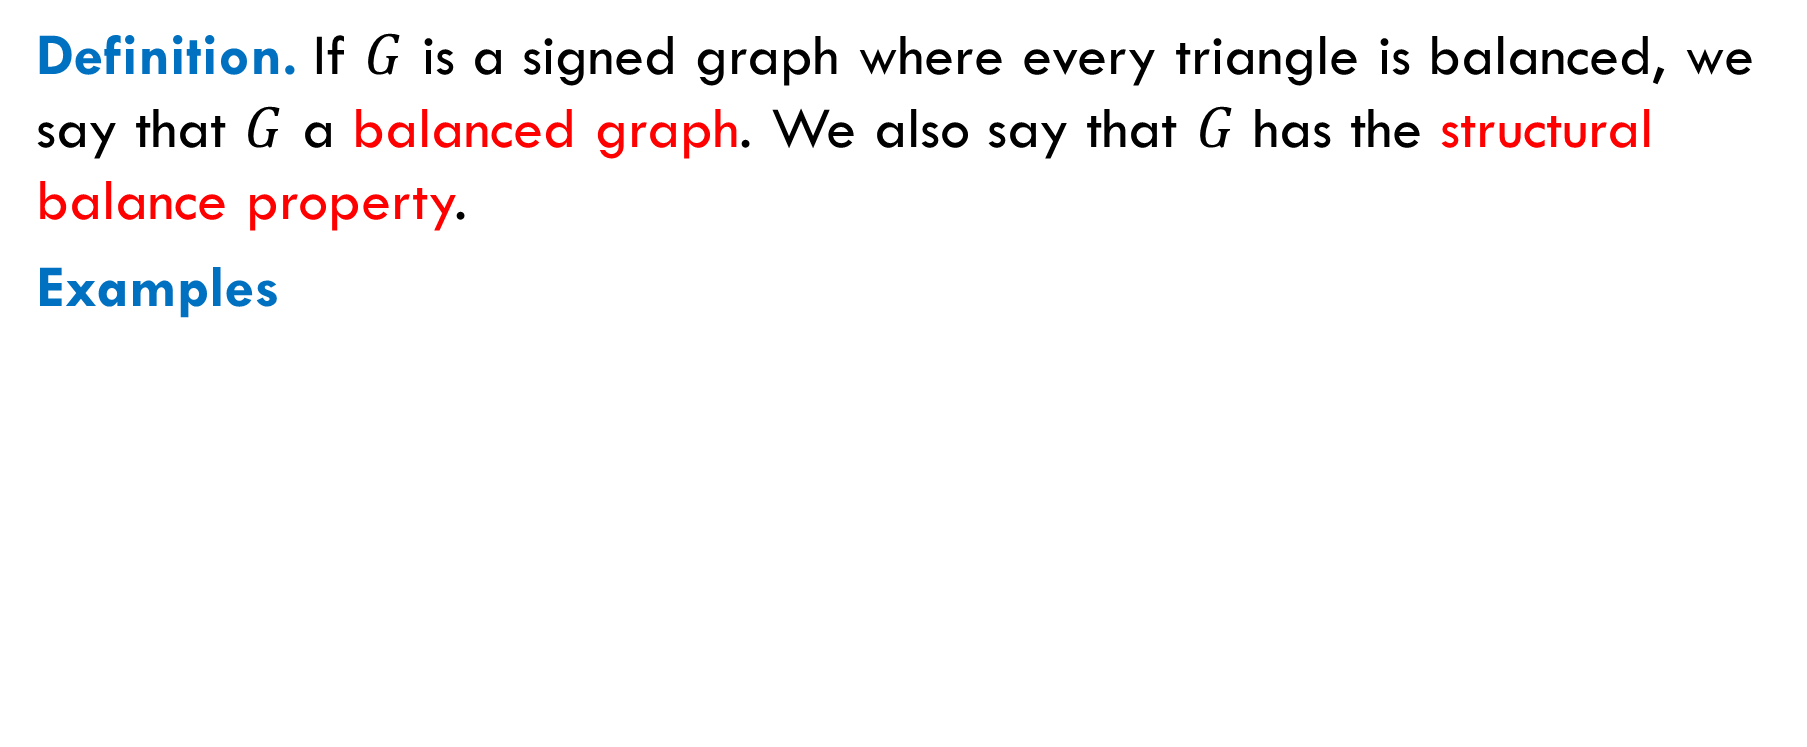 Definition. If G is a signed graph where every triangle is balanced, we
say that G a balanced graph. We also say that G has the structural
balance property.
Examples